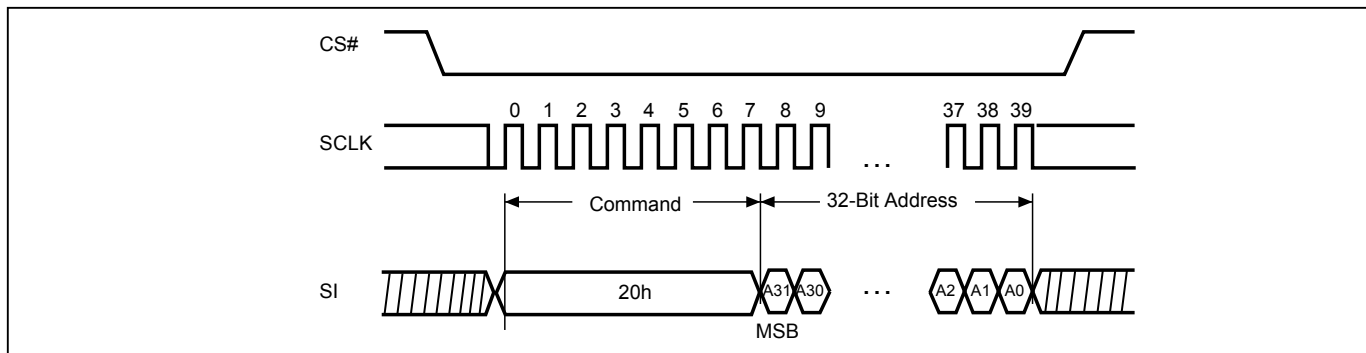 CS#
0 1 2 3 4 5 6 7 8 9 37 38 39
SCLK
...
Command
32-Bit Address
SI
20h
A31 A30 ... A2 A1 A0
MSB